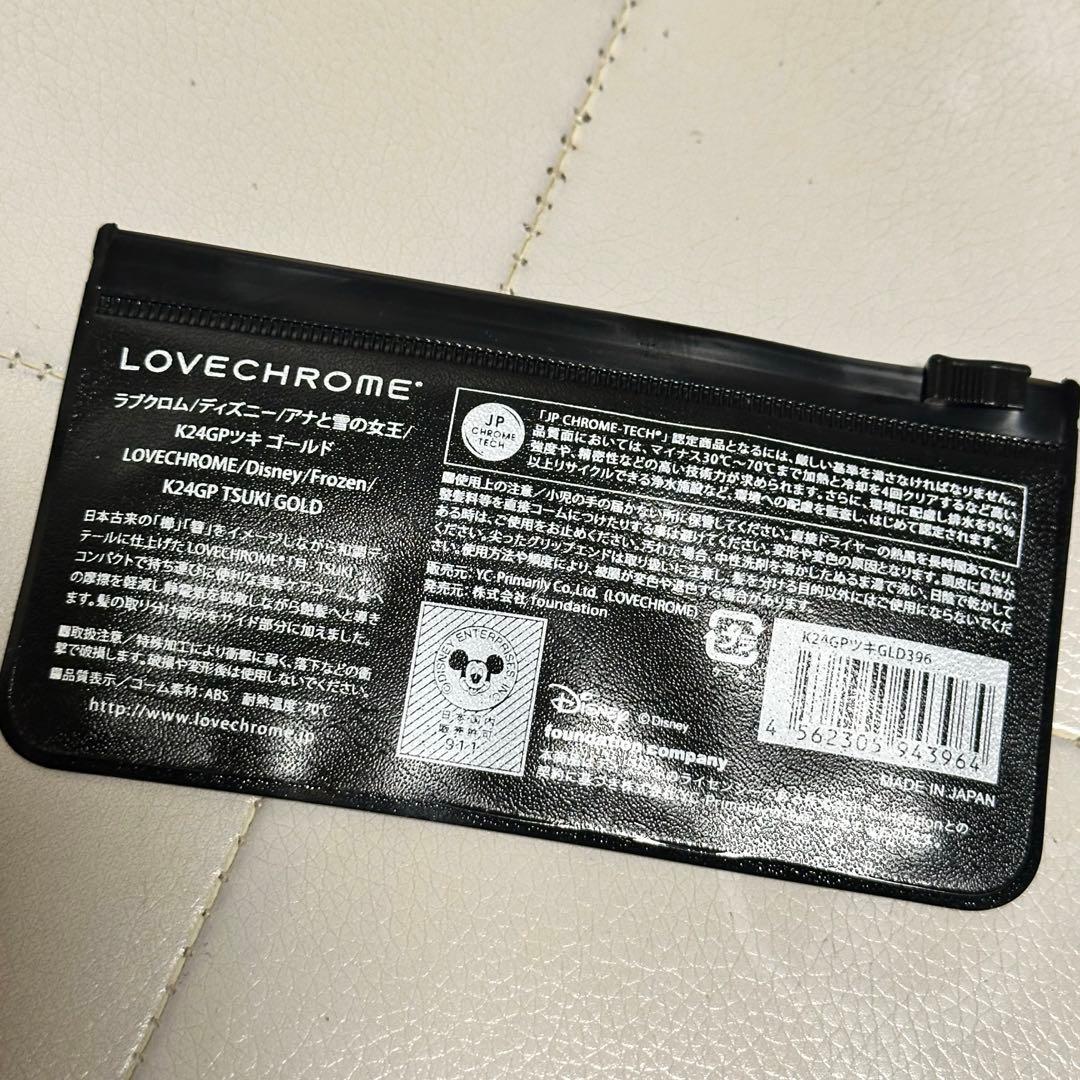 LOVECHROME®
ラブクロム/ディズニー/アナと雪の女王/
K24GPツキ ゴールド
LOVECHROME/Disney/Frozen/
K24GP TSUKI GOLD
日本古来の「櫛」「簪」をイメージしながら和調テ
テールに仕上げた LOVECHROME®「月 TSUKI」。
コンパクトで持ち運びに便利な美髪ケアコーム。髪へ
の摩擦を軽減し静電気を拡散しながら艶髪へと導き
ます。髪の取り分け部分をサイド部分に加えました。
■取扱注意/特殊加工により衝撃に弱く、落下などの衝
撃で破損します。破損や変形後は使用しないでください。
■品質表示/コーム素材:ABS 耐熱温度:70℃
http://www.lovechrome.jp
JP
CHROME
TECH
「JP CHROME-TECH®」認定商品となるには、厳しい基準を満さなければなりません。
品質面においては、マイナス30℃〜70℃まで加熱と冷却を4回クリアするなど高い
強度や、精密性などの高い技術力が求められます。さらに、環境に配慮し排水を95%
以上リサイクルできる浄水施設など、環境への配慮を監査し、はじめて認定されます。
■使用上の注意/小児の手の届かない所に保管してください。直接ドライヤーの熱風を長時間あてたり、
整髪料等を直接コームにつけたりする事は避けてください。変形や変色の原因となります。頭皮に異常が
ある時は、ご使用をお止めください。汚れた場合、中性洗剤を溶かしたぬるま湯で洗い、日陰で乾かして
ください。尖ったグリップエンドは取り扱いに注意し、髪を分ける目的以外にはご使用にならないでくだ
さい。使用方法や頻度により、被膜が変色や退色する場合があります。
販売元: YC.Primarily Co.,Ltd. (LOVECHROME)
発売元: 株式会社 foundation
©DISNEY ENTERPRISES, INC.
日本国内
販売許可
91-1
Disney ©Disney
foundation company
プラ
K24GPツキGLD396
4 562305 943964
MADE IN JAPAN